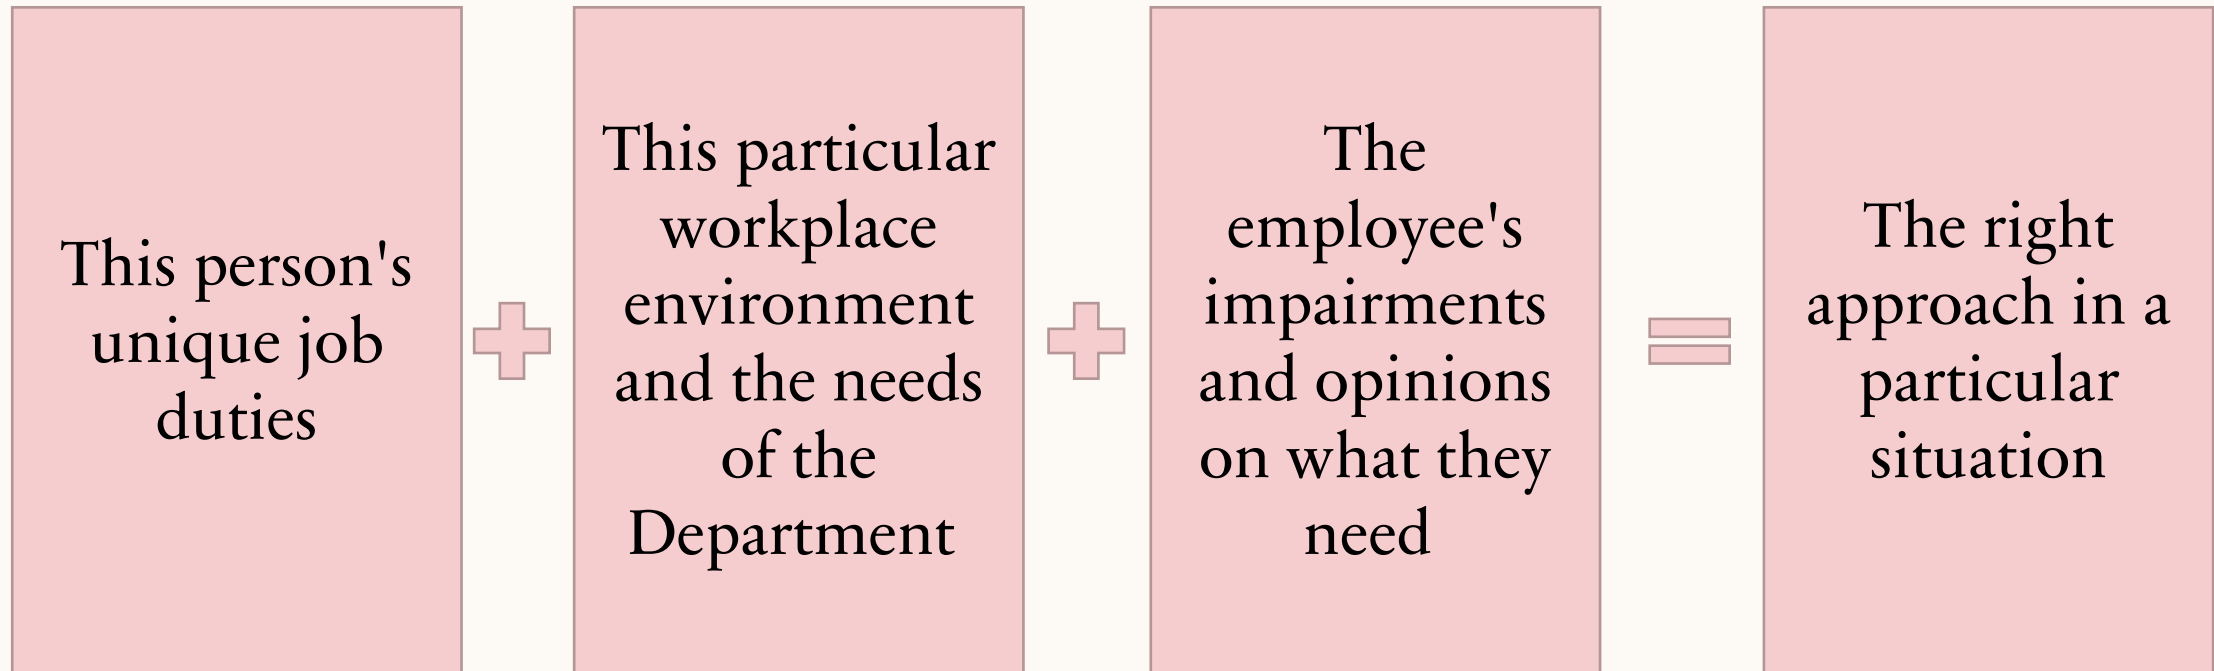 This person's
unique job
duties
This particular
workplace
environment
and the needs
of the
Department
The
employee's
impairments
and opinions
on what they
need
The right
approach in a
particular
situation